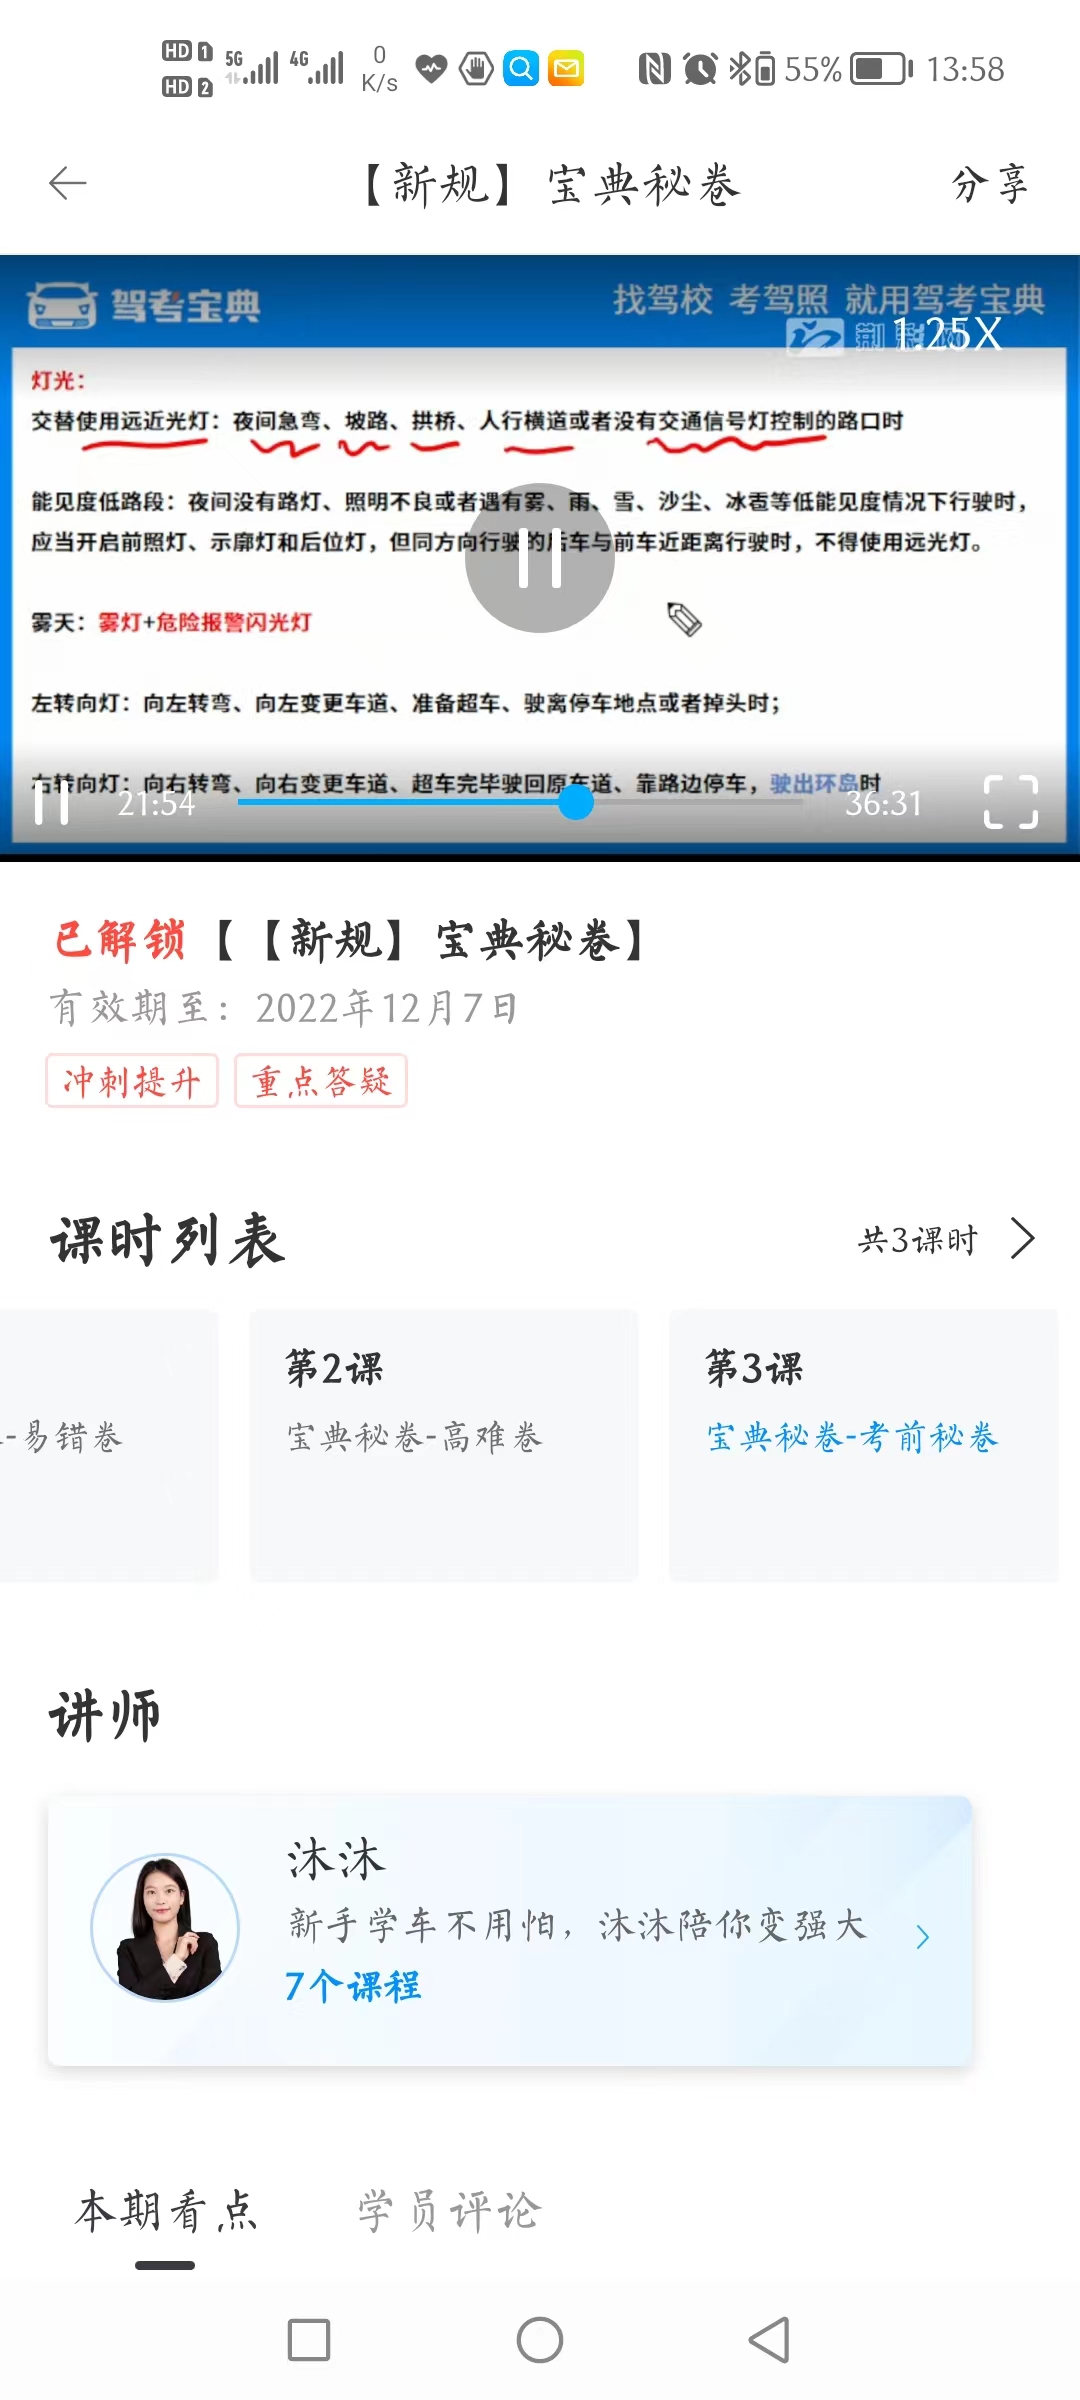 HD 1 5G 4G 0 55% 13:58
HD 2 K/s
【新规】宝典秘卷 分享
驾考宝典 找驾校 考驾照 就用驾考宝典
1.25X
灯光：
交替使用远近光灯：夜间急弯、坡路、拱桥、人行横道或者没有交通信号灯控制的路口时
能见度低路段：夜间没有路灯、照明不良或者遇有雾、雨、雪、沙尘、冰雹等低能见度情况下行驶时，
应当开启前照灯、示廓灯和后位灯，但同方向行驶的后车与前车近距离行驶时，不得使用远光灯。
雾天：雾灯+危险报警闪光灯
左转向灯：向左转弯、向左变更车道、准备超车、驶离停车地点或者掉头时；
右转向灯：向右转弯、向右变更车道、超车完毕驶回原车道、靠路边停车，驶出环岛时
21:54 36:31
已解锁【【新规】宝典秘卷】
有效期至：2022年12月7日
冲刺提升 重点答疑
课时列表 共3课时
第2课 第3课
-易错卷 宝典秘卷-高难卷 宝典秘卷-考前秘卷
讲师
沐沐
新手学车不用怕，沐沐陪你变强大
7个课程
本期看点 学员评论